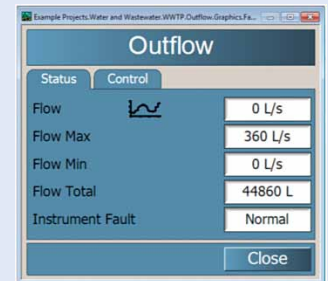 Example Projects.Water and Wastewater.WWTP.Outflow.Graphics.Fa...
Outflow
Status Control
Flow 0 L/s
Flow Max 360 L/s
Flow Min 0 L/s
Flow Total 44860 L
Instrument Fault Normal
Close